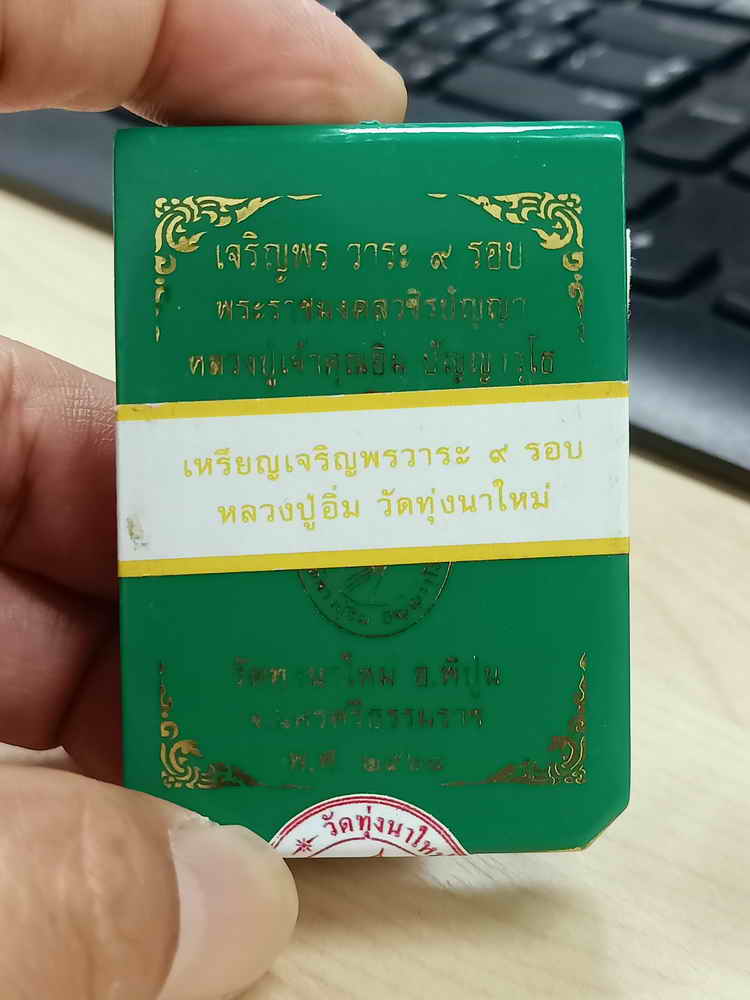 เจริญพร วาระ ๙ รอบ
พระราชมงคลวชิรปัญญา
หลวงปู่เจ้าคุณอิ่ม ปัญญาวุโธ
เหรียญเจริญพรวาระ ๙ รอบ
หลวงปู่อิ่ม วัดทุ่งนาใหม่
วัดทุ่งนาใหม่ อ.พิปูน
จ.นครศรีธรรมราช
พ.ศ.
วัดทุ่งนาใหม่